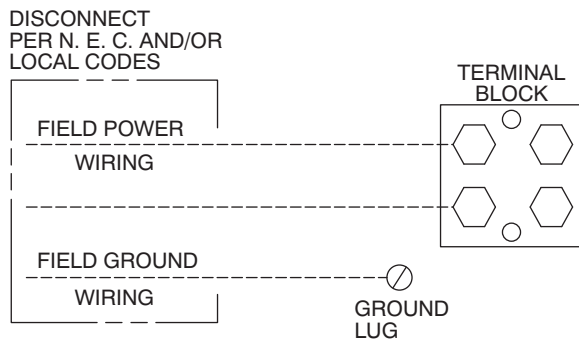 DISCONNECT
PER N. E. C. AND/OR
LOCAL CODES
TERMINAL
BLOCK
FIELD POWER
WIRING
FIELD GROUND
WIRING
GROUND
LUG